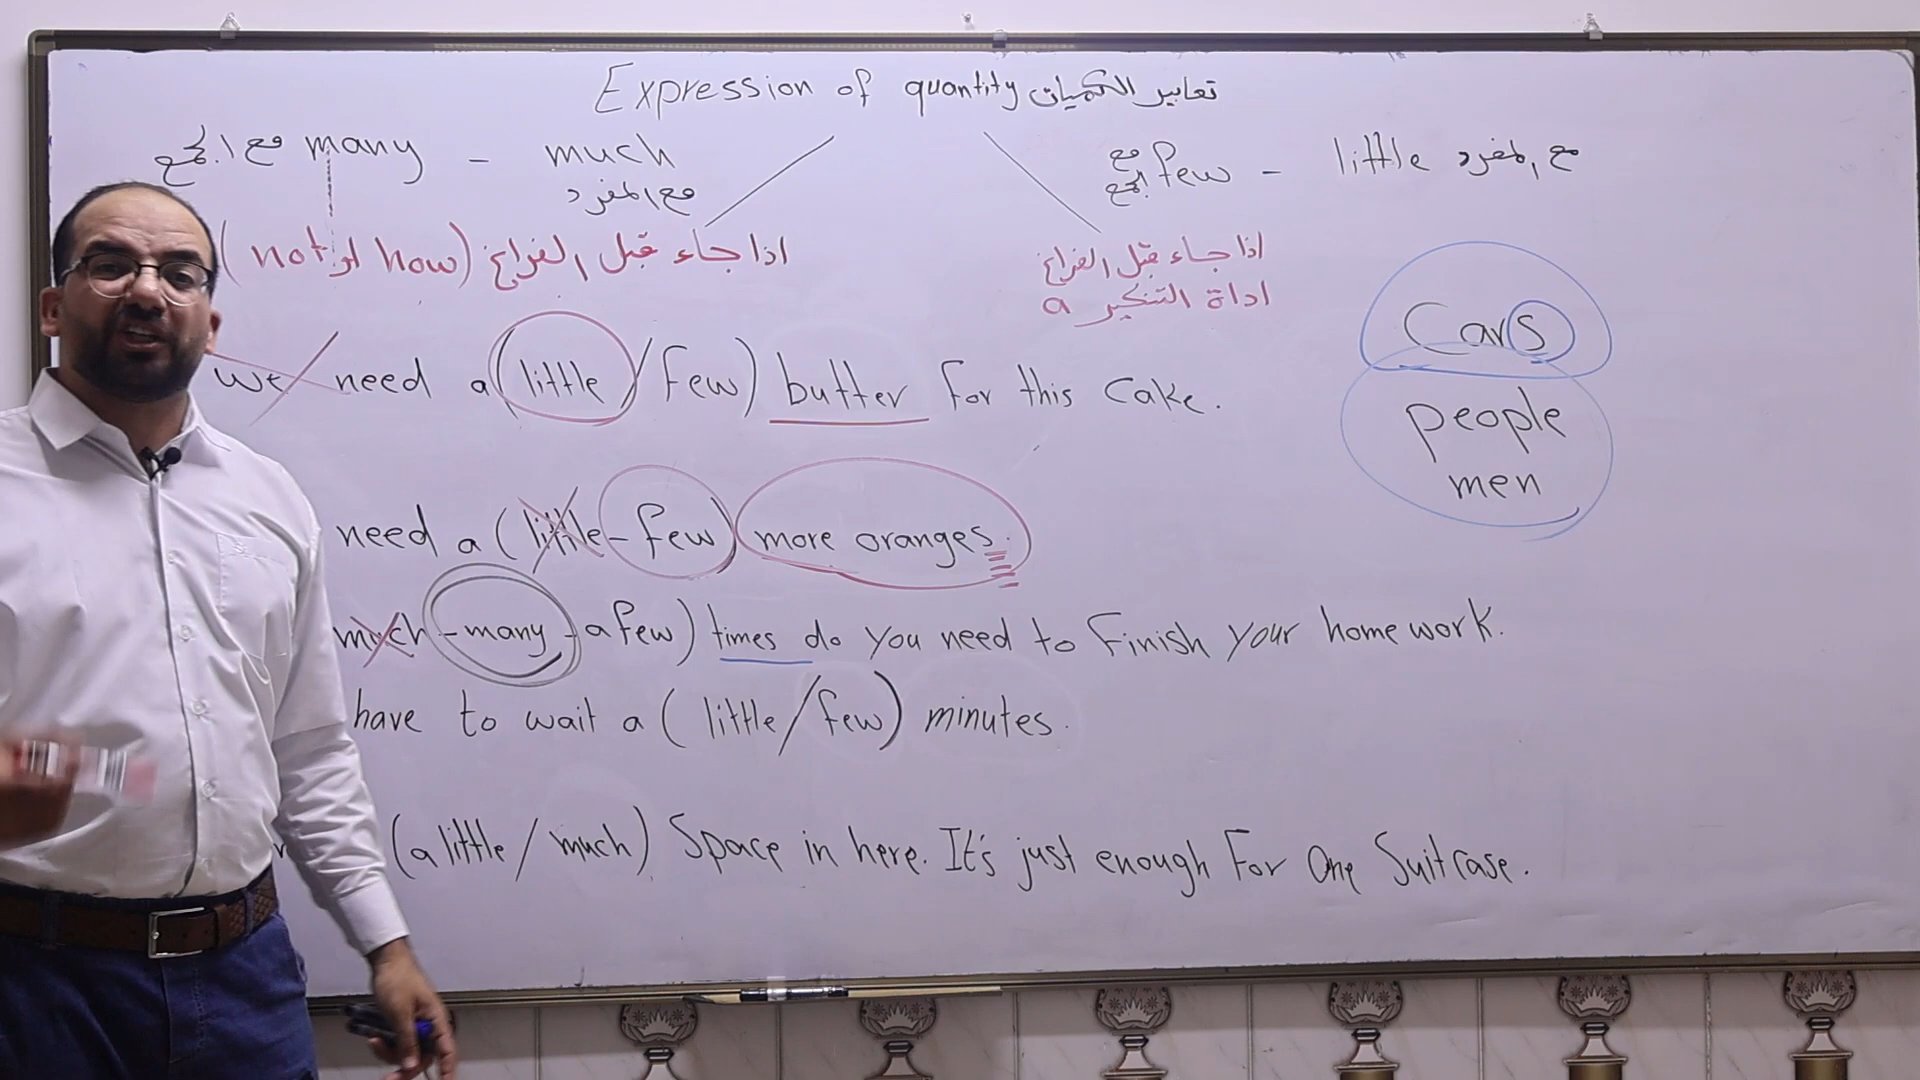 Expression of quantity تعابير الكميات
مع الجمع many - much
مع المفرد
مع الجمع few - little مع المفرد
اذا جاء قبل الفراغ (how او not)
اذا جاء قبل الفراغ
اداة التنكير a
Cars
people
men
we need a (little / few) butter for this cake.
need a (little - few) more oranges.
much - many - a few) times do you need to finish your homework.
have to wait a (little / few) minutes.
(a little / much) Space in here. It's just enough For One Suitcase.